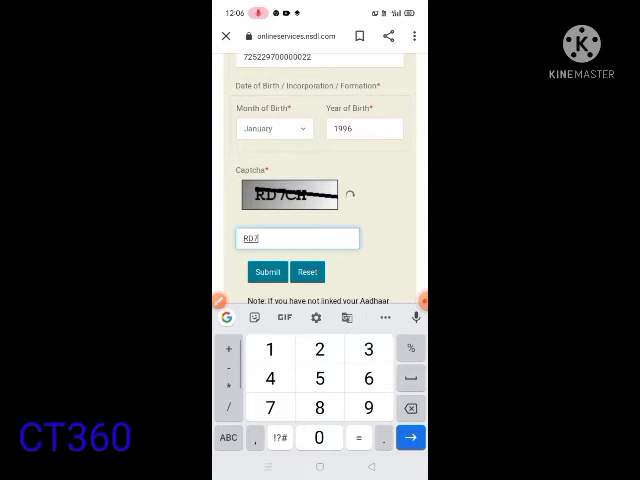 12:06
onlineservices.nsdl.com
725229700000022
Date of Birth / Incorporation / Formation*
Month of Birth* Year of Birth*
January 1996
Captcha*
RD7CH
RD7
Submit Reset
Note: If you have not linked your Aadhaar
GIF
+ 1 2 3 %
- 4 5 6
*
/ 7 8 9
ABC , !?# 0 = .
KINEMASTER
CT360